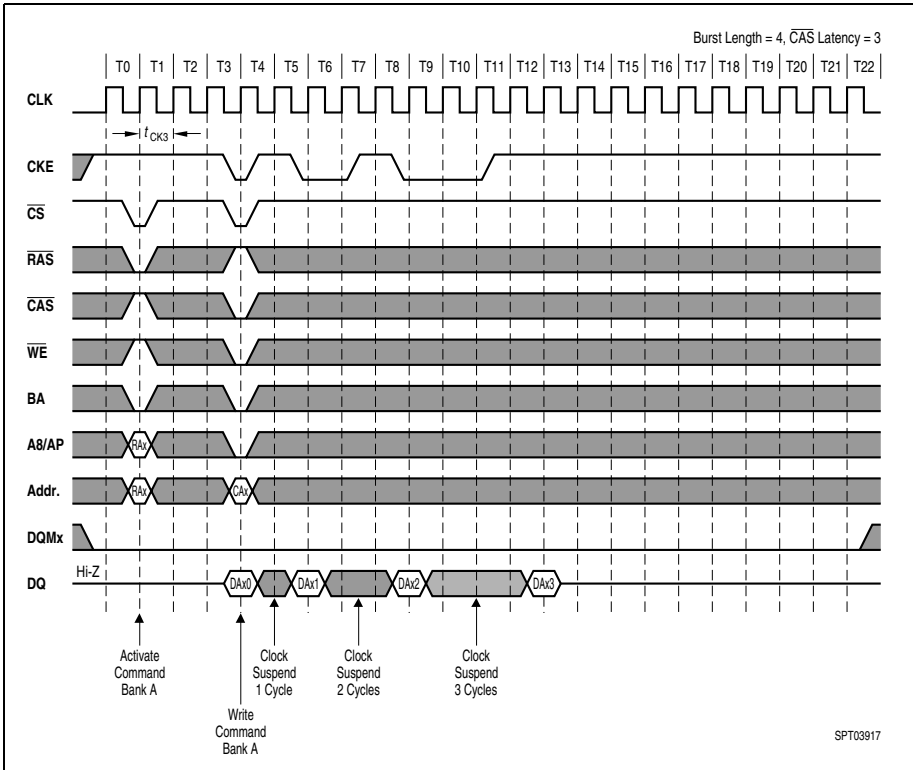 Burst Length = 4, CAS Latency = 3
T0 T1 T2 T3 T4 T5 T6 T7 T8 T9 T10 T11 T12 T13 T14 T15 T16 T17 T18 T19 T20 T21 T22
CLK
t CK3
CKE
CS
RAS
CAS
WE
BA
A8/AP RAx
Addr. RAx CAx
DQMx
DQ Hi-Z DAx0 DAx1 DAx2 DAx3
Activate
Command
Bank A
Write
Command
Bank A
Clock
Suspend
1 Cycle
Clock
Suspend
2 Cycles
Clock
Suspend
3 Cycles
SPT03917